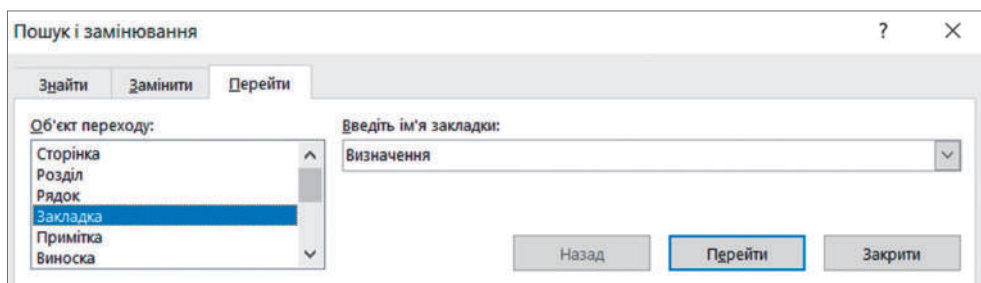 Пошук і замінювання ? ×
Знайти Замінити Перейти
Об'єкт переходу: Введіть ім'я закладки:
Сторінка Визначення
Розділ
Рядок
Закладка
Примітка
Виноска
Назад Перейти Закрити